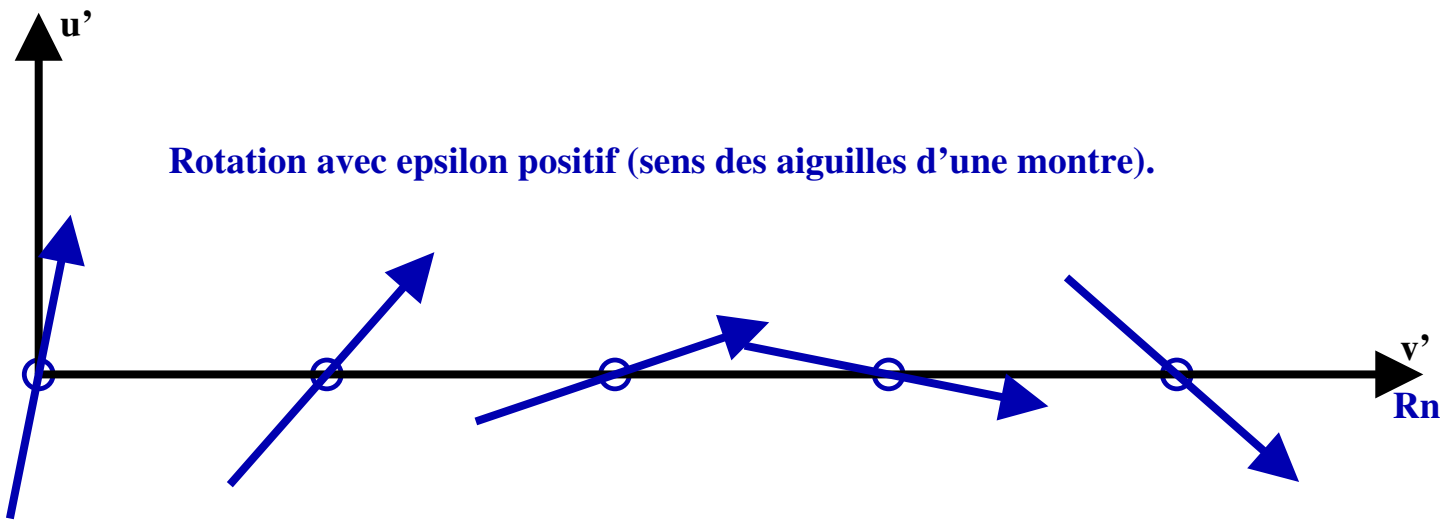 u’
Rotation avec epsilon positif (sens des aiguilles d’une montre).
v’
Rn